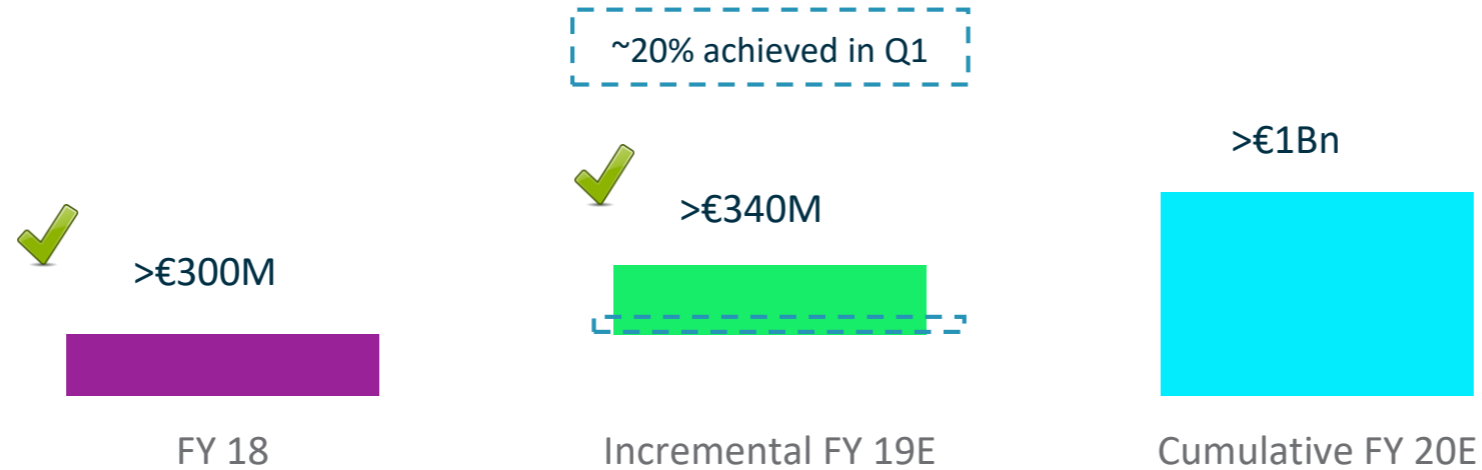 ~20% achieved in Q1
>€1Bn
>€340M
>€300M
FY 18
Incremental FY 19E
Cumulative FY 20E